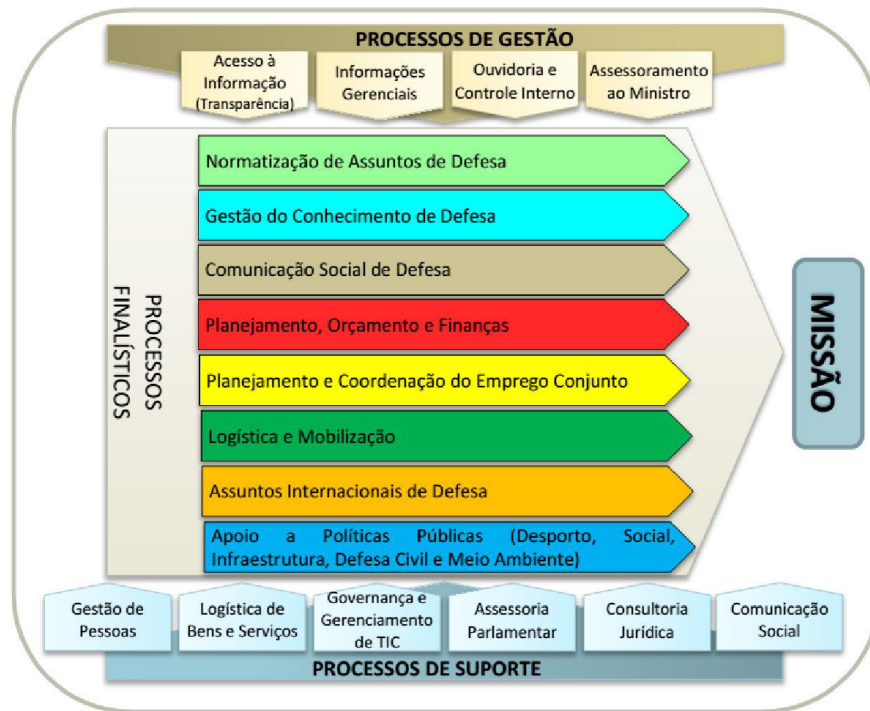 PROCESSOS DE GESTÃO
Acesso à
Informação
(Transparência)
Informações
Gerenciais
Ouvidoria e
Controle Interno
Assessoramento
ao Ministro
PROCESSOS
FINALÍSTICOS
Normatização de Assuntos de Defesa
Gestão do Conhecimento de Defesa
Comunicação Social de Defesa
Planejamento, Orçamento e Finanças
Planejamento e Coordenação do Emprego Conjunto
Logística e Mobilização
Assuntos Internacionais de Defesa
Apoio a Políticas Públicas (Desporto, Social,
Infraestrutura, Defesa Civil e Meio Ambiente)
MISSÃO
Gestão de
Pessoas
Logística de
Bens e Serviços
Governança e
Gerenciamento
de TIC
Assessoria
Parlamentar
Consultoria
Jurídica
Comunicação
Social
PROCESSOS DE SUPORTE